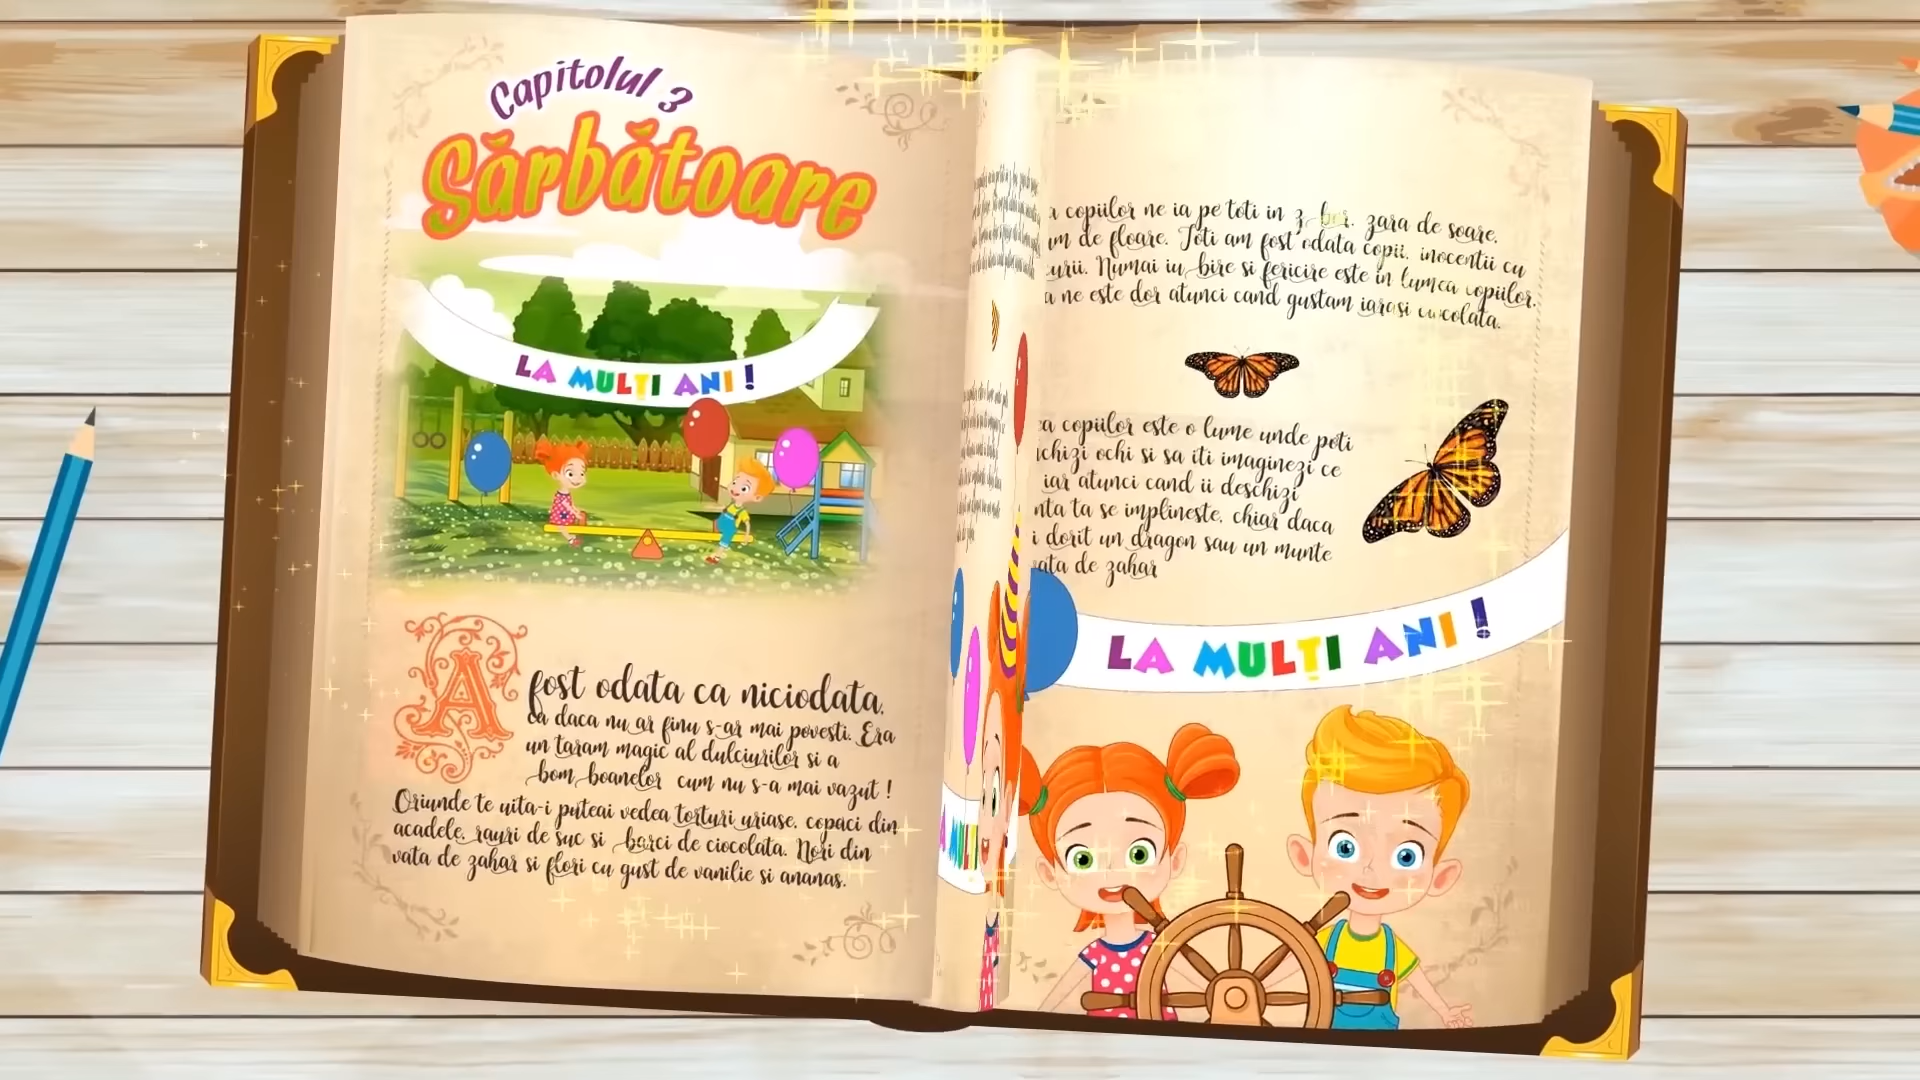 Capitolul 3
Sărbătoare
LA MULȚI ANI !
A fost odata ca niciodata,
ca daca nu ar finu s-ar mai povesti. Era
un taram magic al dulciurilor si a
bom boanelor cum nu s-a mai vazut !
Oriunde te uita-i puteai vedea torturi uriase, copaci din
acadele, rauri de suc si barci de ciocolata. Nori din
vata de zahar si flori cu gust de vanilie si ananas.
copiilor ne ia pe toti in zbor, zara de soare,
de floare. Toti am fost odata copii, inocentii cu
Numai iu bire si fericire este in lumea copiilor,
ne este dor atunci cand gustam iarasi ciocolata.
copiilor este o lume unde poti
ochi si sa iti imaginezi ce
iar atunci cand ii deschizi
ta se implineste, chiar daca
dorit un dragon sau un munte
de zahar
LA MULȚI ANI !